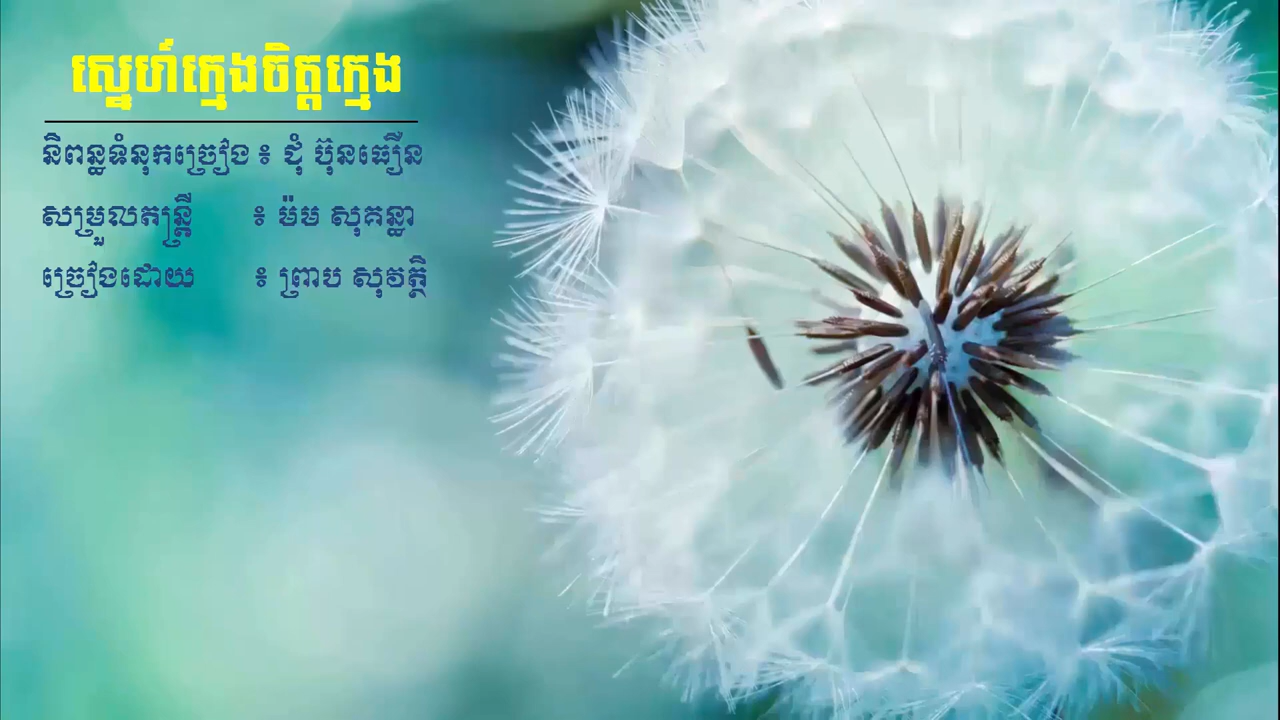 ស្នេហ៍ក្មេងចិត្តក្មេង
និពន្ធទំនុកច្រៀង ៖ ជុំ ប៊ុនធឿន
សម្រួលតន្ត្រី ៖ ម៉ម សុគន្ធា
ច្រៀងដោយ ៖ ព្រាប សុវត្ថិ